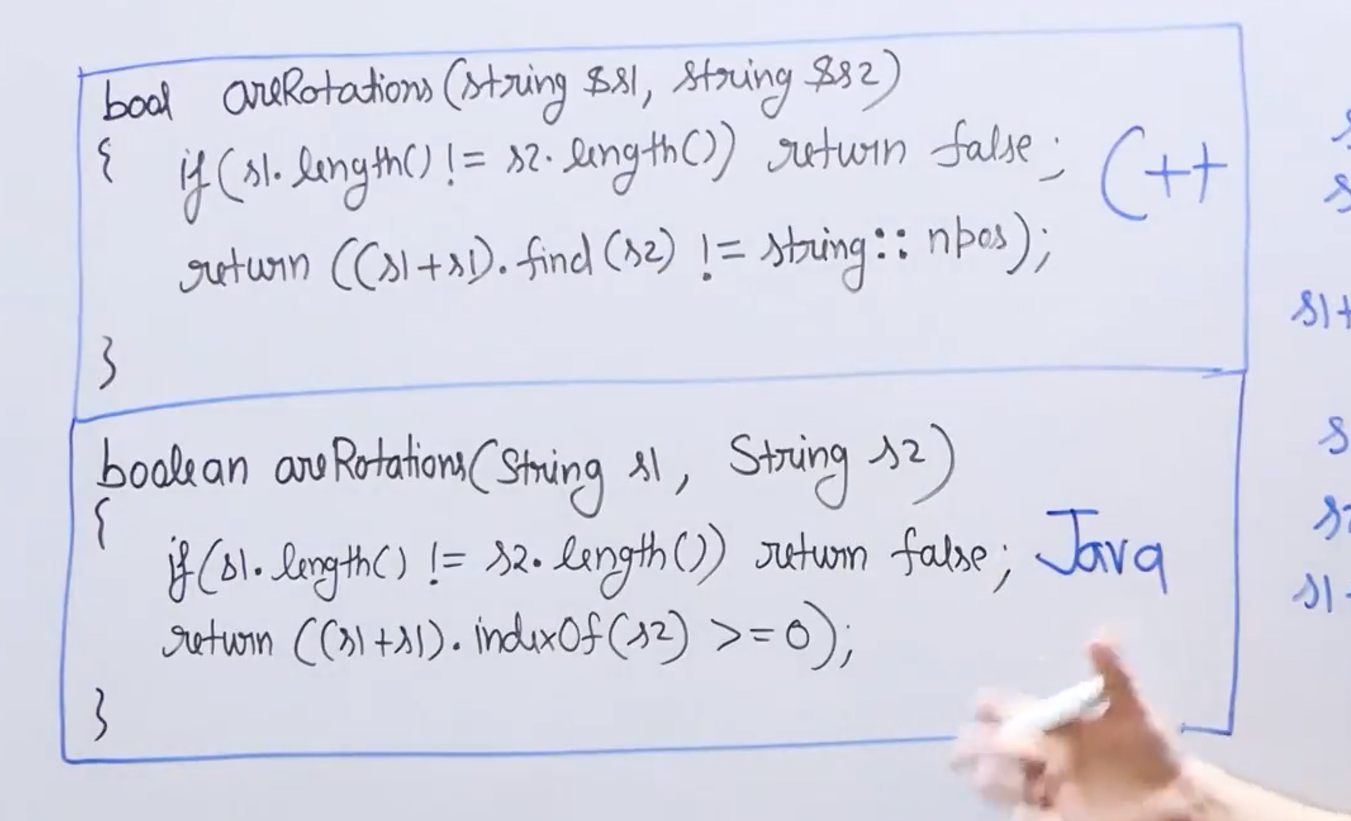 bool areRotations(string &s1, string &s2)
{ if(s1.length() != s2.length()) return false;
C++
return ((s1+s1).find(s2) != string::npos);
}
boolean areRotations(String s1, String s2)
{
if(s1.length() != s2.length()) return false;
Java
return ((s1+s1).indexOf(s2) >=0);
}
s1+